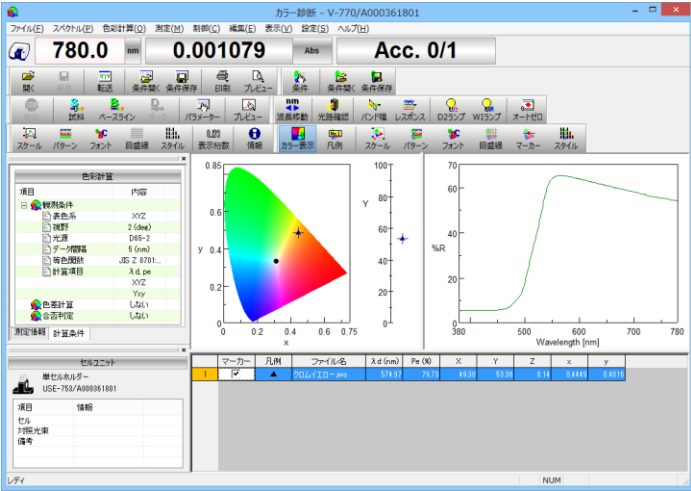 カラー診断 - V-770/A000361801
ファイル(F) スペクトル(P) 色彩計算(O) 測定(M) 制御(C) 編集(E) 表示(V) 設定(S) ヘルプ(H)
780.0 nm 0.001079 Abs Acc. 0/1
開く 保存 転送 条件開く 条件保存 印刷 プレビュー 条件 条件開く 条件保存
試料 ベースライン パラメーター プレビュー 波長移動 光路確認 バンド幅 レスポンス D2ランプ WIランプ オートゼロ
スケール パターン フォント 目盛線 スタイル 表示桁数 情報 カラー表示 凡例 スケール パターン フォント 目盛線 マーカー スタイル
色彩計算
項目 内容
観測条件
表色系 XYZ
視野 2 (deg)
光源 D65-2
データ間隔 5 (nm)
等色関数 JIS Z 8701:...
計算項目 λd, pe
XYZ
Yxy
色差計算 しない
合否判定 しない
測定情報 計算条件
0.85
0.6
y 0.4
0.2
0
0 0.2 0.4 0.6 0.75
x
100
80
Y
60
40
20
0
70
60
40
%R
20
0
380 500 600 700 780
Wavelength [nm]
セルユニット
単セルホルダー
USE-753/A000361801
項目 情報
セル
対照光束
備考
マーカー 凡例 ファイル名 λd (nm) Pe (%) X Y Z x y
1 クロムイエロー.jws 574.97
レディ NUM